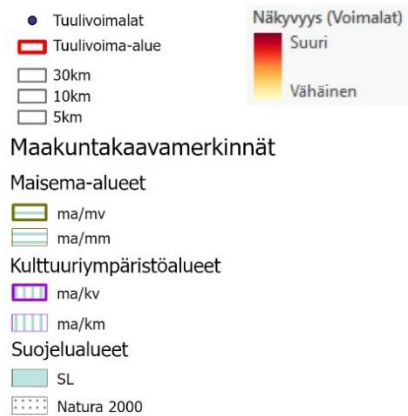 Tuulivoimalat
Tuulivoima-alue
30km
10km
5km
Näkyvyys (Voimalat)
Suuri
Vähäinen
Maakuntakaavamerkinnät
Maisema-alueet
ma/mv
ma/mm
Kulttuuriympäristöalueet
ma/kv
ma/km
Suojelualueet
SL
Natura 2000